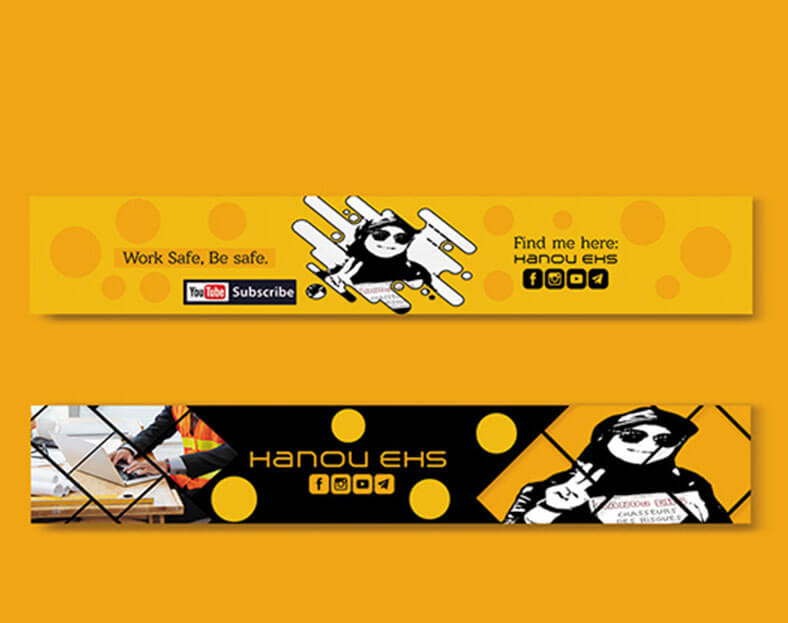 Work Safe, Be safe.
YouTube Subscribe
Find me here:
HANOU EHS
HANOU EHS
CHASSEURS
DES RISQUES